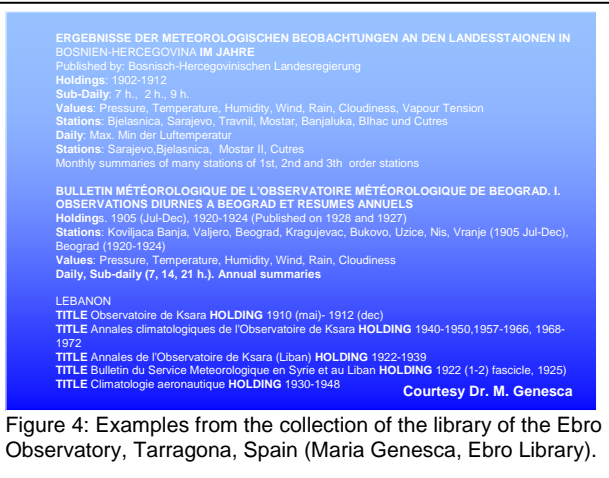 ERGEBNISSE DER METEOROLOGISCHEN BEOBACHTUNGEN AN DEN LANDESSTAIONEN IN
BOSNIEN-HERCEGOVINA IM JAHRE
Published by: Bosnisch-Hercegovinischen Landesregierung
Holdings: 1902-1912
Sub-Daily: 7 h., 2 h., 9 h.
Values: Pressure, Temperature, Humidity, Wind, Rain, Cloudiness, Vapour Tension
Stations: Bjelasnica, Sarajevo, Travnil, Mostar, Banjaluka, BIhac und Cutres
Daily: Max. Min der Luftemperatur
Stations: Sarajevo,Bjelasnica, Mostar II, Cutres
Monthly summaries of many stations of 1st, 2nd and 3th order stations
BULLETIN MÉTÉOROLOGIQUE DE L'OBSERVATOIRE MÉTÉOROLOGIQUE DE BEOGRAD. I.
OBSERVATIONS DIURNES A BEOGRAD ET RESUMES ANNUELS
Holdings. 1905 (Jul-Dec), 1920-1924 (Published on 1928 and 1927)
Stations: Koviljaca Banja, Valjero, Beograd, Kragujevac, Bukovo, Uzice, Nis, Vranje (1905 Jul-Dec),
Beograd (1920-1924)
Values: Pressure, Temperature, Humidity, Wind, Rain, Cloudiness
Daily, Sub-daily (7, 14, 21 h.). Annual summaries
LEBANON
TITLE Observatoire de Ksara HOLDING 1910 (mai)- 1912 (dec)
TITLE Annales climatologiques de l'Observatoire de Ksara HOLDING 1940-1950,1957-1966, 1968-
1972
TITLE Annales de l'Observatoire de Ksara (Liban) HOLDING 1922-1939
TITLE Bulletin du Service Meteorologique en Syrie et au Liban HOLDING 1922 (1-2) fascicle, 1925)
TITLE Climatologie aeronautique HOLDING 1930-1948
Courtesy Dr. M. Genesca
Figure 4: Examples from the collection of the library of the Ebro
Observatory, Tarragona, Spain (Maria Genesca, Ebro Library).